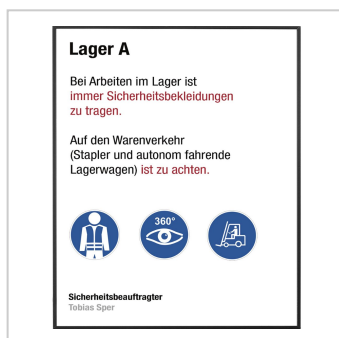 Lager A
Bei Arbeiten im Lager ist
immer Sicherheitsbekleidungen
zu tragen.
Auf den Warenverkehr
(Stapler und autonom fahrende
Lagerwagen) ist zu achten.
360°
Sicherheitsbeauftragter
Tobias Sper